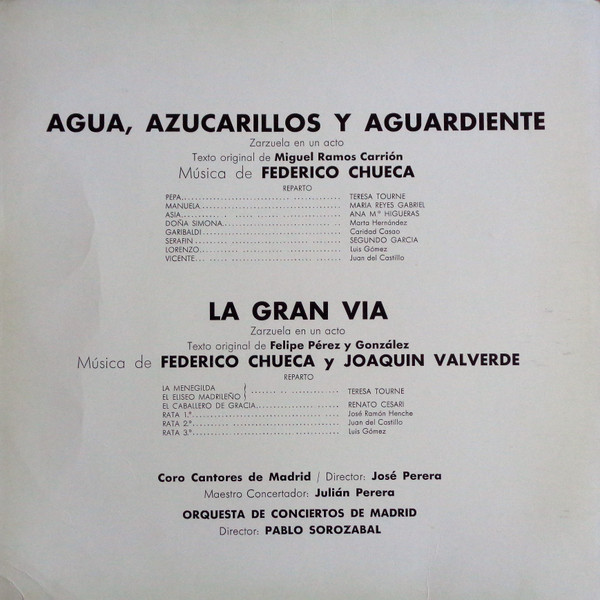 AGUA, AZUCARILLOS Y AGUARDIENTE
Zarzuela en un acto
Texto original de Miguel Ramos Carrión
Música de FEDERICO CHUECA
REPARTO
PEPA........................................ TERESA TOURNE
MANUELA........................................ MARIA REYES GABRIEL
ASIA........................................ ANA M.ª HIGUERAS
DOÑA SIMONA........................................ Marta Hernández
GARIBALDI........................................ Caridad Casao
SERAFIN........................................ SEGUNDO GARCIA
LORENZO........................................ Luis Gómez
VICENTE........................................ Juan del Castillo
LA GRAN VIA
Zarzuela en un acto
Texto original de Felipe Pérez y González
Música de FEDERICO CHUECA y JOAQUIN VALVERDE
REPARTO
LA MENEGILDA
EL ELISEO MADRILEÑO } .................... TERESA TOURNE
EL CABALLERO DE GRACIA.................... RENATO CESARI
RATA 1.º........................................ José Ramón Henche
RATA 2.º........................................ Juan del Castillo
RATA 3.º........................................ Luis Gómez
Coro Cantores de Madrid / Director: José Perera
Maestro Concertador: Julián Perera
ORQUESTA DE CONCIERTOS DE MADRID
Director: PABLO SOROZABAL